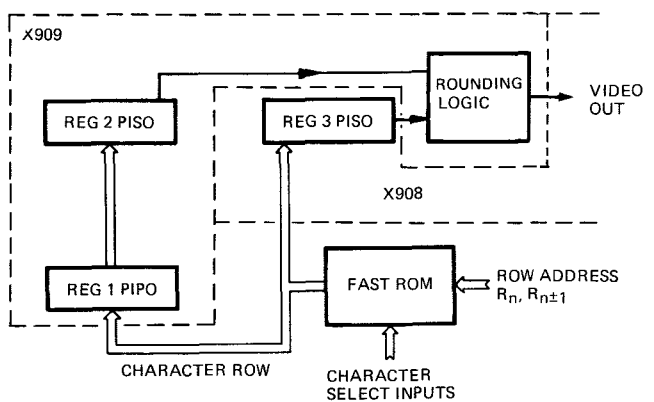 X909
REG 2 PISO
REG 3 PISO
ROUNDING
LOGIC
VIDEO
OUT
X908
REG 1 PIPO
FAST ROM
ROW ADDRESS
Rn, Rn±1
CHARACTER ROW
CHARACTER
SELECT INPUTS